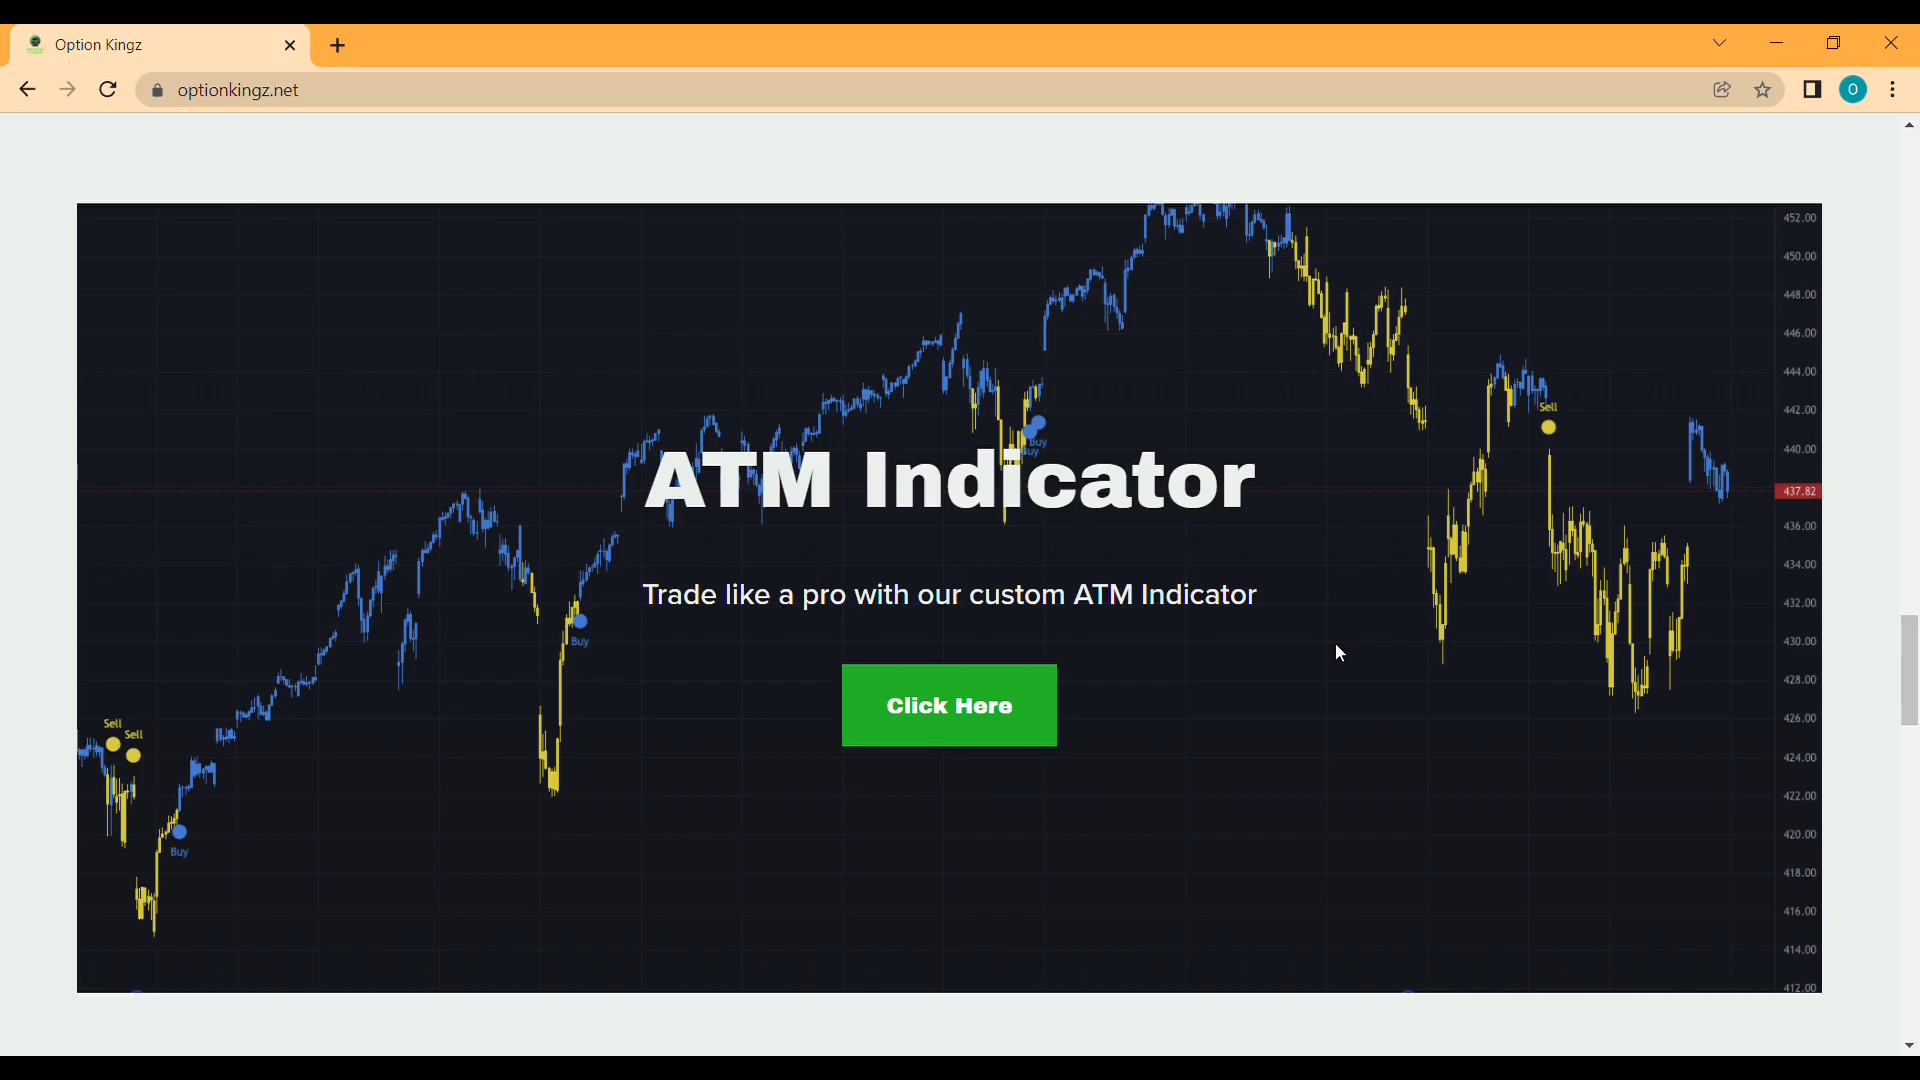 Option Kingz
optionkingz.net
O
452.00
450.00
448.00
446.00
444.00
Sell
442.00
Buy
Buy
440.00
ATM Indicator
437.82
436.00
434.00
Trade like a pro with our custom ATM Indicator
432.00
Buy
430.00
428.00
Click Here
426.00
Sell
Sell
424.00
422.00
420.00
Buy
418.00
416.00
414.00
412.00